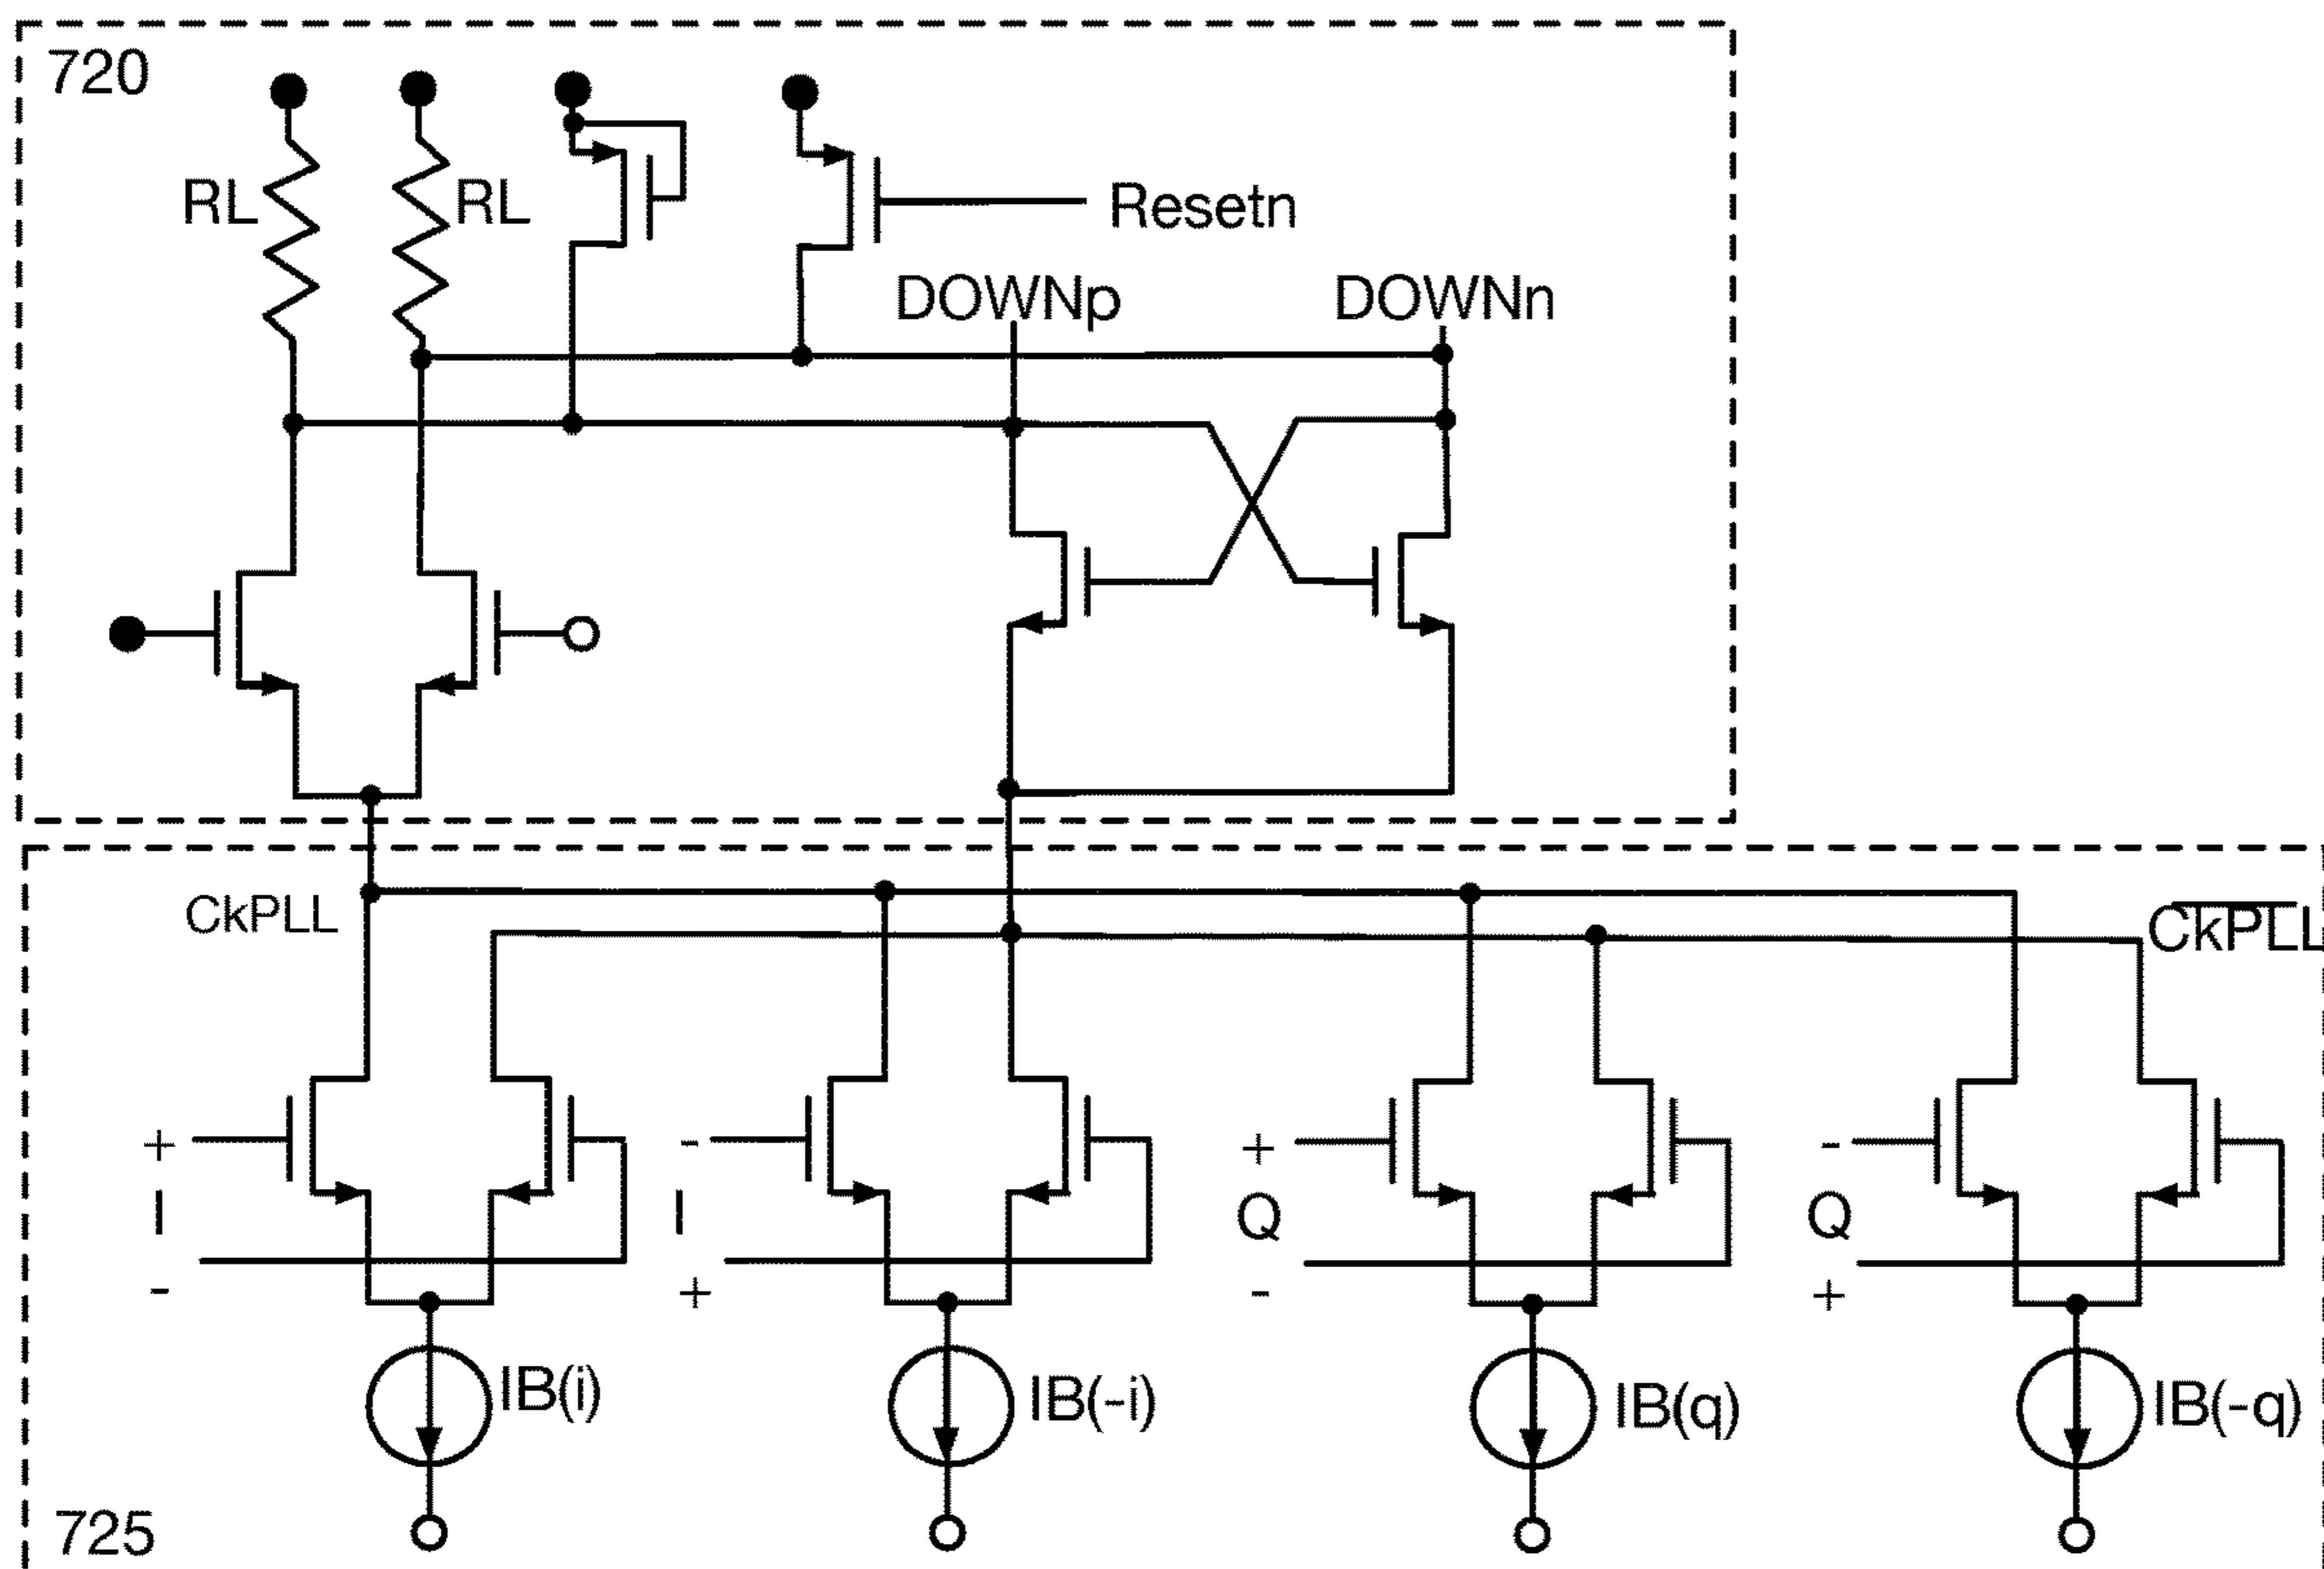 720
RL
RL
Resetn
DOWNp
DOWNn
CkPLL
CkPLL
+
I
-
-
I
+
+
Q
-
-
Q
+
IB(i)
IB(-i)
IB(q)
IB(-q)
725